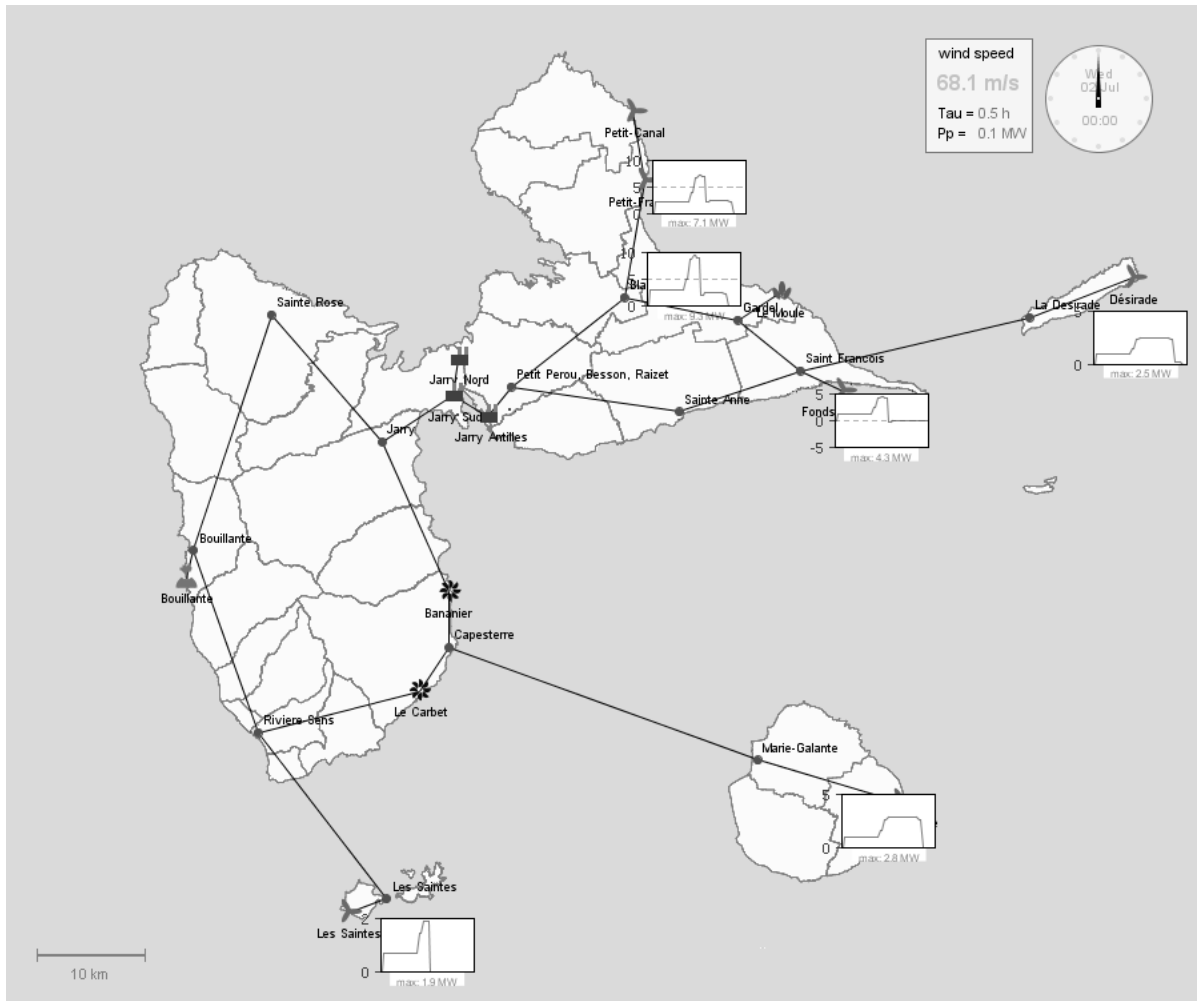 wind speed
68.1 m/s
Tau = 0.5 h
Pp = 0.1 MW
Wed
02 Jul
00:00
Petit-Canal
10
5
0
Petit-Fra
max: 7.1 MW
10
5
0
Bla
max: 9.3 MW
Gardel
Le Moule
La Desirade
Désirade
5
0
max: 2.5 MW
Sainte Rose
Saint Francois
Jarry Nord
Petit Perou, Besson, Raizet
Fonds
5
0
-5
max: 4.3 MW
Sainte Anne
Jarry Sud
Jarry
Jarry Antilles
Bouillante
Bouillante
Bananier
Capesterre
Le Carbet
Riviere Sens
Marie-Galante
5
0
max: 2.8 MW
Les Saintes
Les Saintes
2
0
max: 1.9 MW
10 km